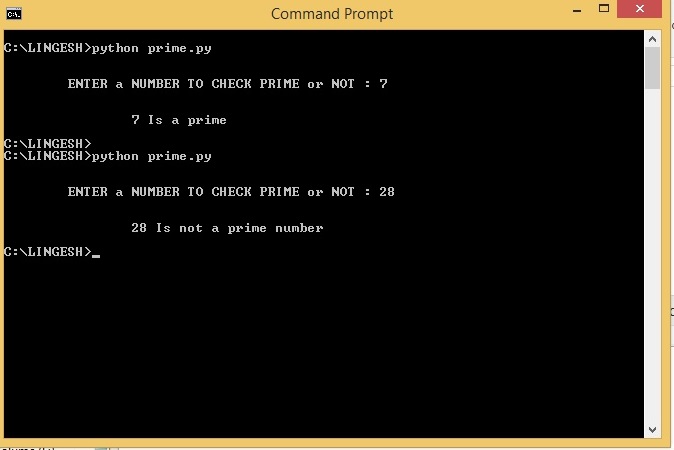 Command Prompt
C:\LINGESH>python prime.py
ENTER a NUMBER TO CHECK PRIME or NOT : 7
7 Is a prime
C:\LINGESH>
C:\LINGESH>python prime.py
ENTER a NUMBER TO CHECK PRIME or NOT : 28
28 Is not a prime number
C:\LINGESH>_